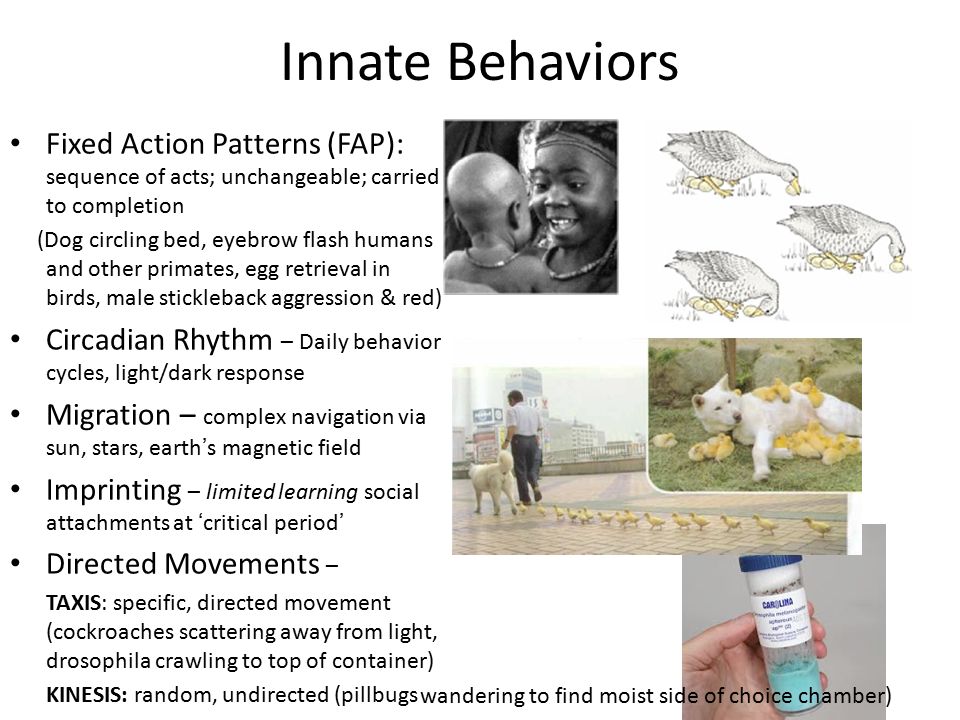 Innate Behaviors
• Fixed Action Patterns (FAP):
sequence of acts; unchangeable; carried
to completion
(Dog circling bed, eyebrow flash humans
and other primates, egg retrieval in
birds, male stickleback aggression & red)
• Circadian Rhythm – Daily behavior
cycles, light/dark response
• Migration – complex navigation via
sun, stars, earth’s magnetic field
• Imprinting – limited learning social
attachments at ‘critical period’
• Directed Movements –
TAXIS: specific, directed movement
(cockroaches scattering away from light,
drosophila crawling to top of container)
KINESIS: random, undirected (pillbugs wandering to find moist side of choice chamber)
CAROLINA
Drosophila melanogaster
apterous